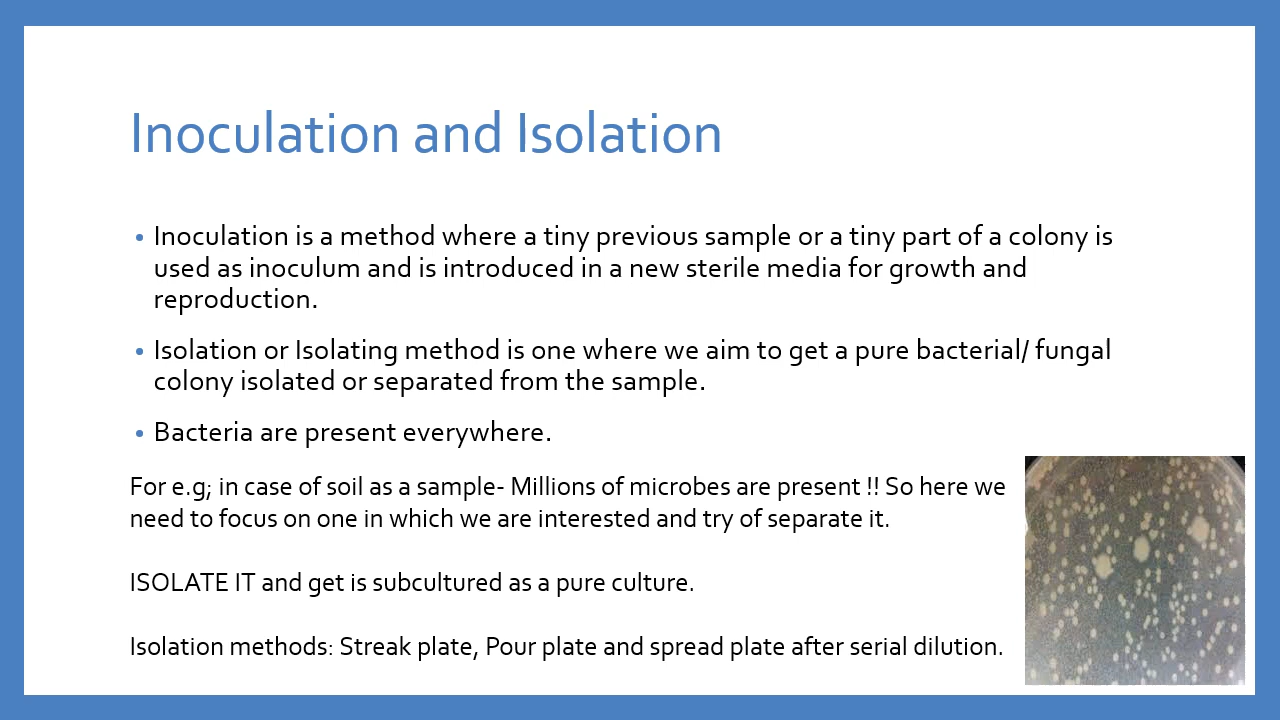 Inoculation and Isolation
• Inoculation is a method where a tiny previous sample or a tiny part of a colony is
used as inoculum and is introduced in a new sterile media for growth and
reproduction.
• Isolation or Isolating method is one where we aim to get a pure bacterial/ fungal
colony isolated or separated from the sample.
• Bacteria are present everywhere.
For e.g; in case of soil as a sample- Millions of microbes are present !! So here we
need to focus on one in which we are interested and try of separate it.
ISOLATE IT and get is subcultured as a pure culture.
Isolation methods: Streak plate, Pour plate and spread plate after serial dilution.